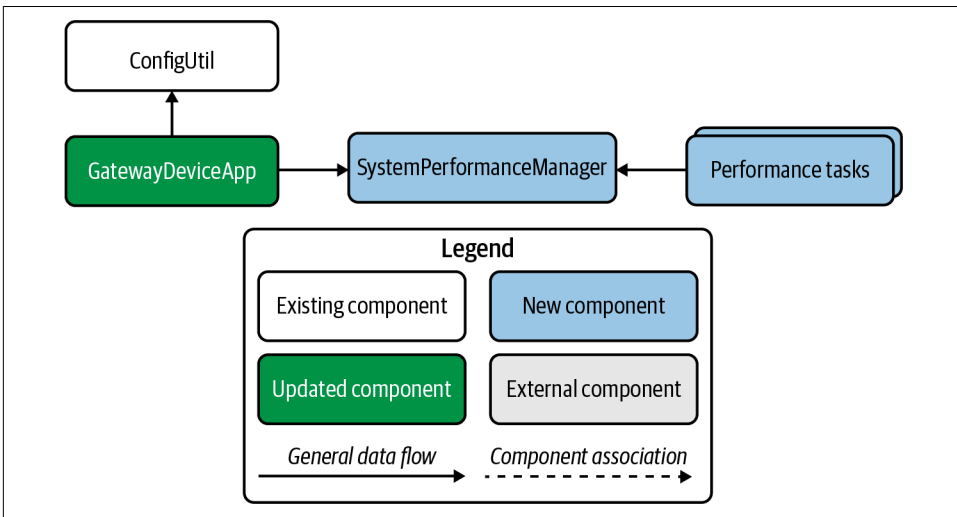 ConfigUtil
GatewayDeviceApp
SystemPerformanceManager
Performance tasks
Legend
Existing component
New component
Updated component
External component
General data flow
Component association